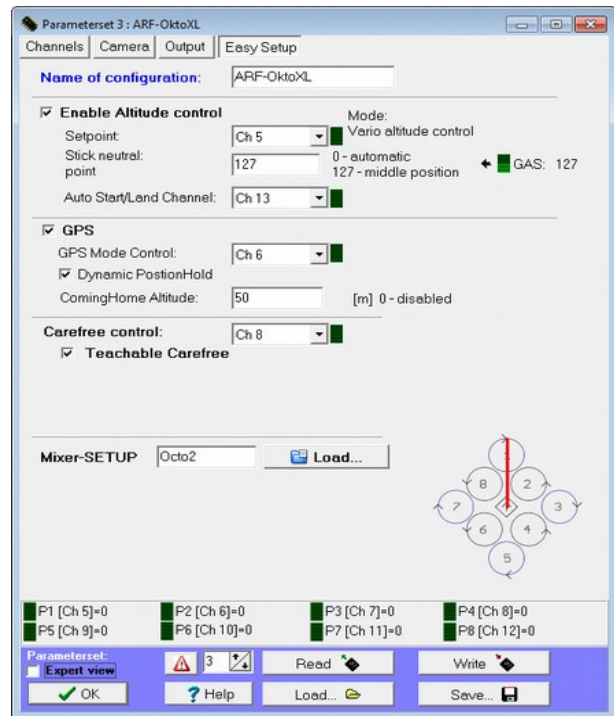 Parameterset 3 : ARF-OktoXL
Channels Camera Output Easy Setup
Name of configuration: ARF-OktoXL
Enable Altitude control
Mode:
Setpoint: Ch 5 Vario altitude control
Stick neutral:
point 127 0 - automatic
127 - middle position GAS: 127
Auto Start/Land Channel: Ch 13
GPS
GPS Mode Control: Ch 6
Dynamic PostionHold
ComingHome Altitude: 50 [m] 0 - disabled
Carefree control: Ch 8
Teachable Carefree
Mixer-SETUP Octo2 Load...
1
8 2
7 3
6 4
5
P1 [Ch 5]=0 P2 [Ch 6]=0 P3 [Ch 7]=0 P4 [Ch 8]=0
P5 [Ch 9]=0 P6 [Ch 10]=0 P7 [Ch 11]=0 P8 [Ch 12]=0
Parameterset:
Expert view 3 Read Write
OK Help Load... Save...